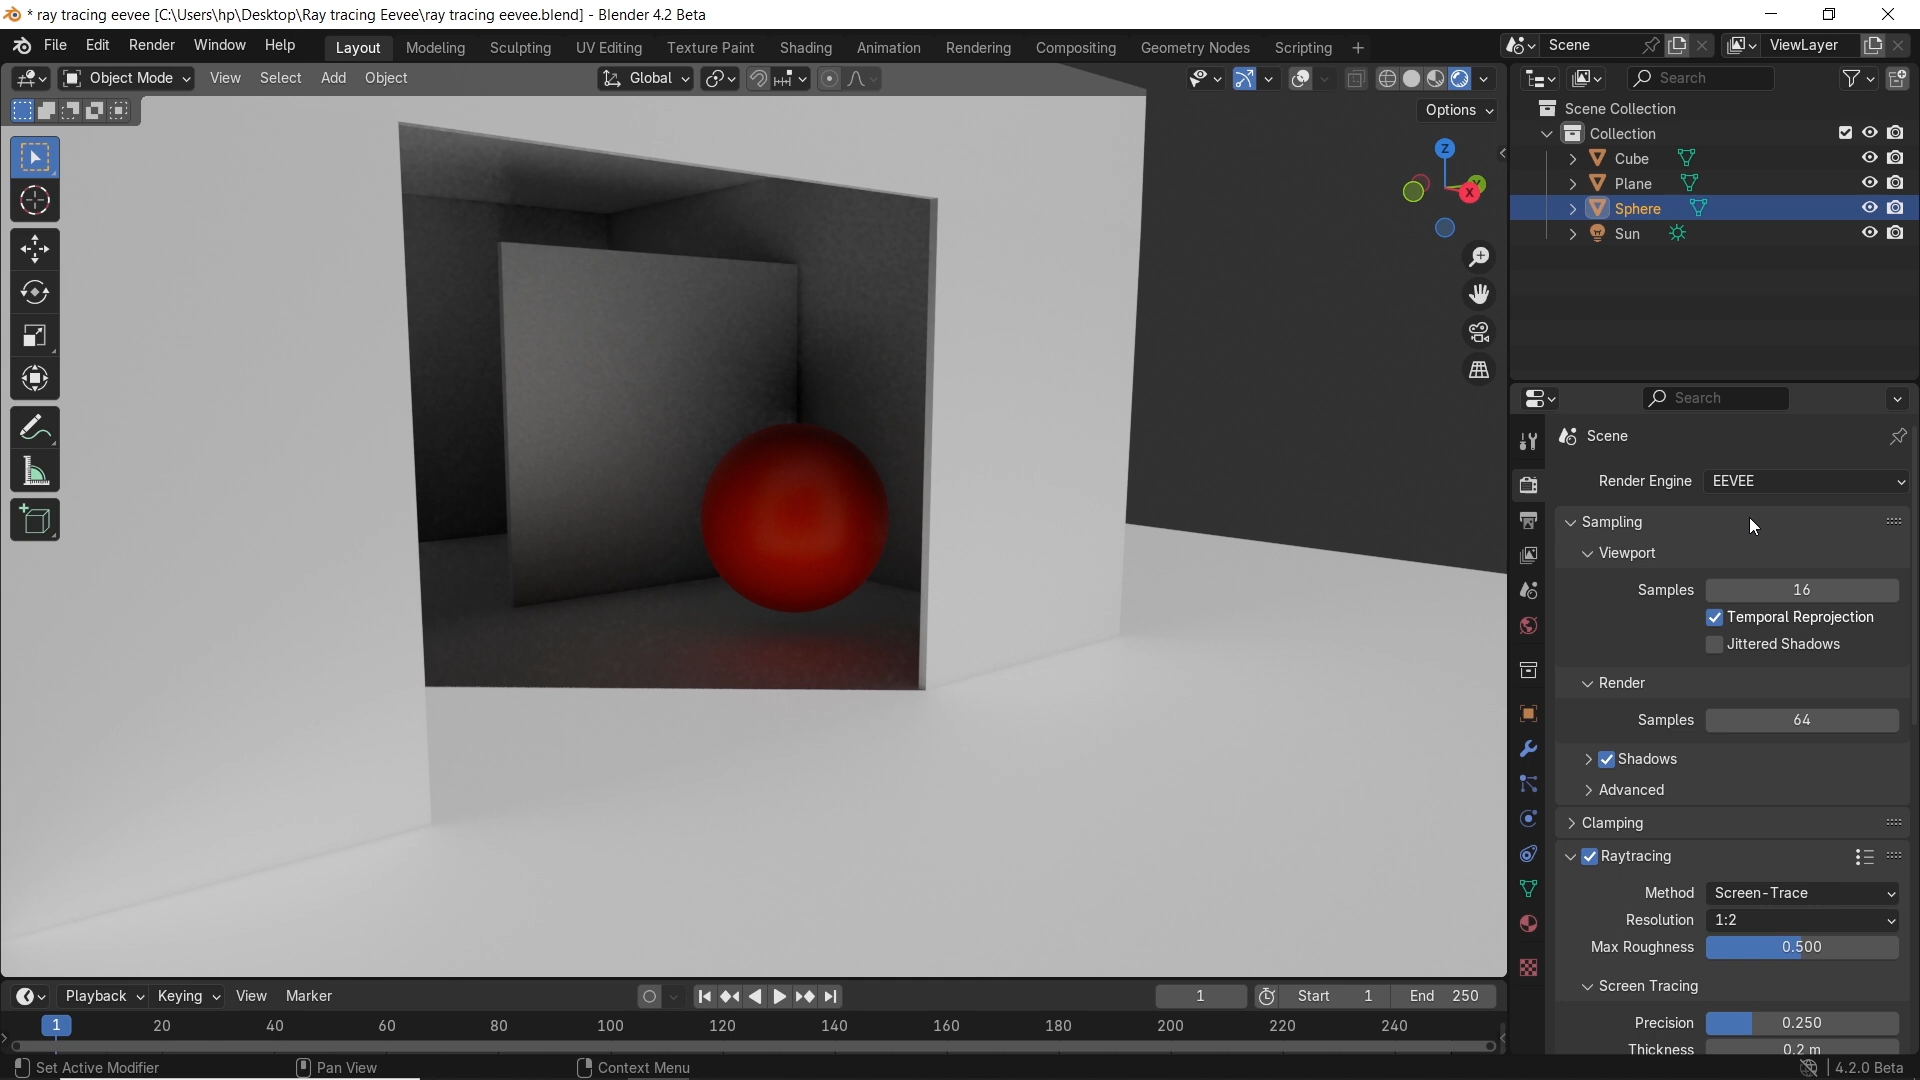 * ray tracing eevee [C:\Users\hp\Desktop\Ray tracing Eevee\ray tracing eevee.blend] - Blender 4.2 Beta
File Edit Render Window Help Layout Modeling Sculpting UV Editing Texture Paint Shading Animation Rendering Compositing Geometry Nodes Scripting + Scene ViewLayer
Object Mode View Select Add Object Global Search
Options
Scene Collection
Collection
Cube
Plane
Sphere
Sun
Z
Y
X
Search
Scene
Render Engine EEVEE
Sampling
Viewport
Samples 16
Temporal Reprojection
Jittered Shadows
Render
Samples 64
Shadows
Advanced
Clamping
Raytracing
Method Screen-Trace
Resolution 1:2
Max Roughness 0.500
Screen Tracing
Precision 0.250
Thickness 0.2 m
Playback Keying View Marker 1 Start 1 End 250
1 20 40 60 80 100 120 140 160 180 200 220 240
Set Active Modifier Pan View Context Menu 4.2.0 Beta